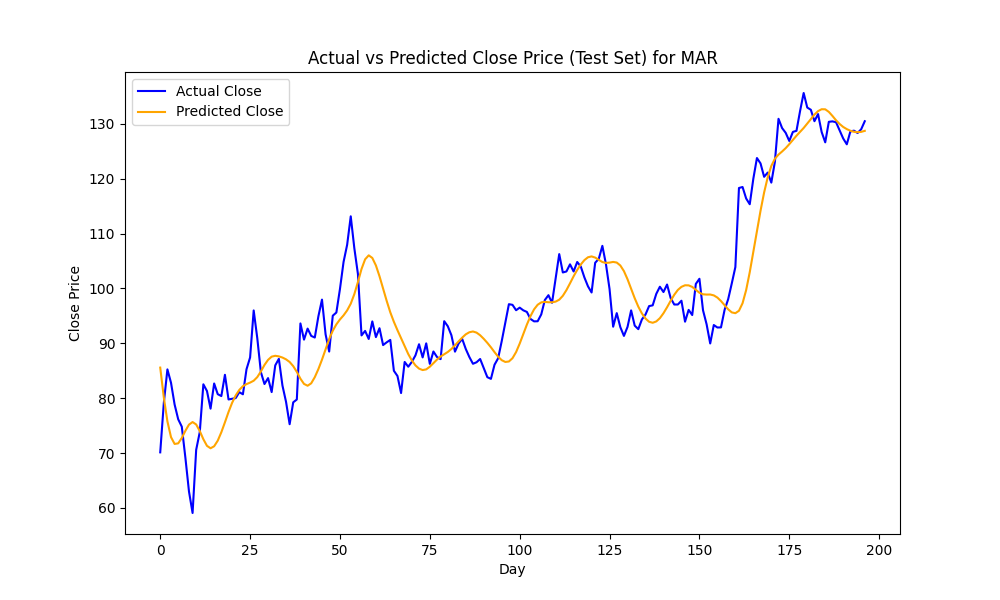 Actual vs Predicted Close Price (Test Set) for MAR
Actual Close
Predicted Close
130
120
110
100
90
80
70
60
Close Price
0 25 50 75 100 125 150 175 200
Day